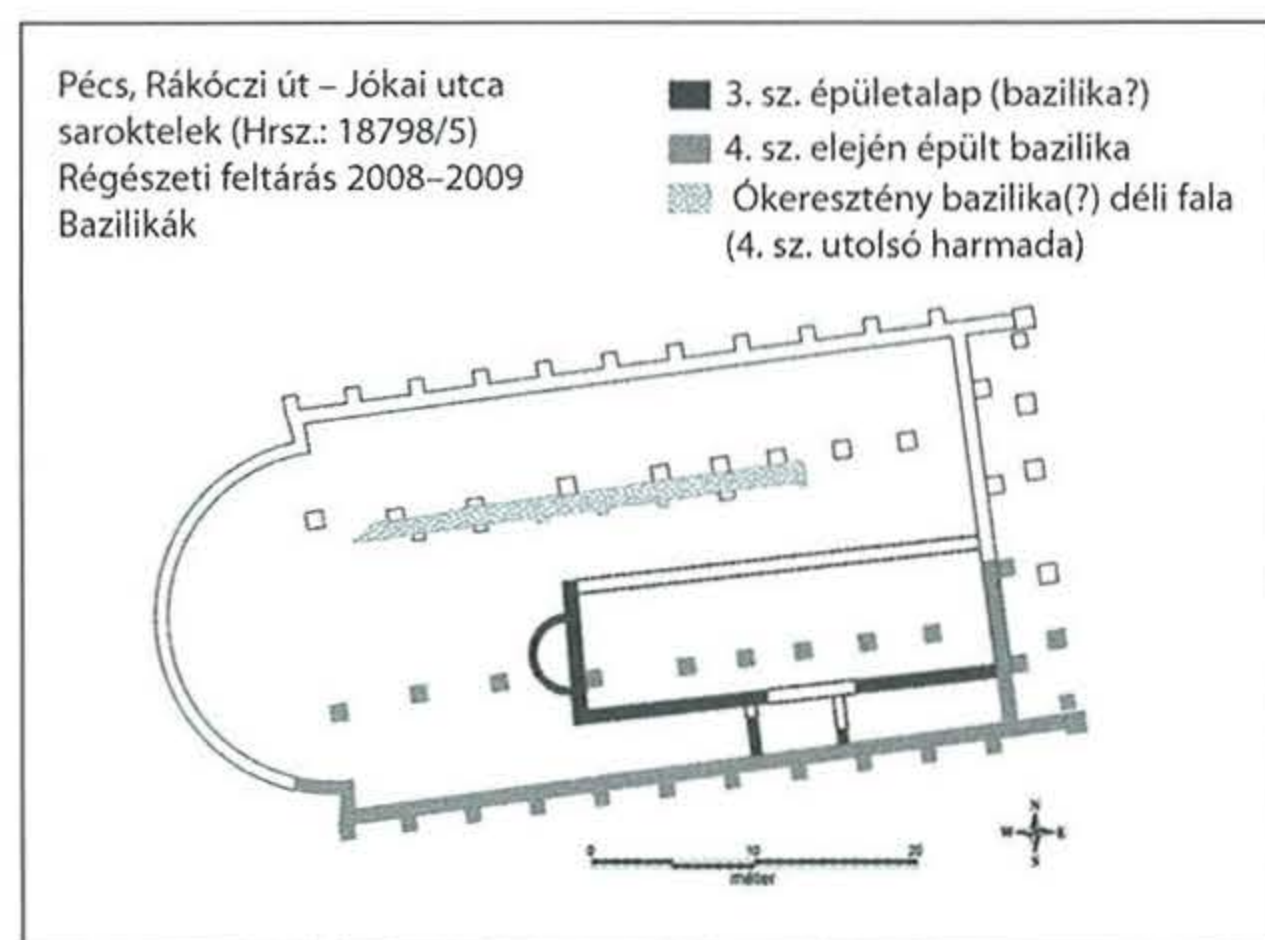 Pécs, Rákóczi út – Jókai utca
saroktelek (Hrsz.: 18798/5)
Régészeti feltárás 2008–2009
Bazilikák
3. sz. épületalap (bazilika?)
4. sz. elején épült bazilika
Ókeresztény bazilika(?) déli fala
(4. sz. utolsó harmada)
N
W E
S
0 10 20
méter